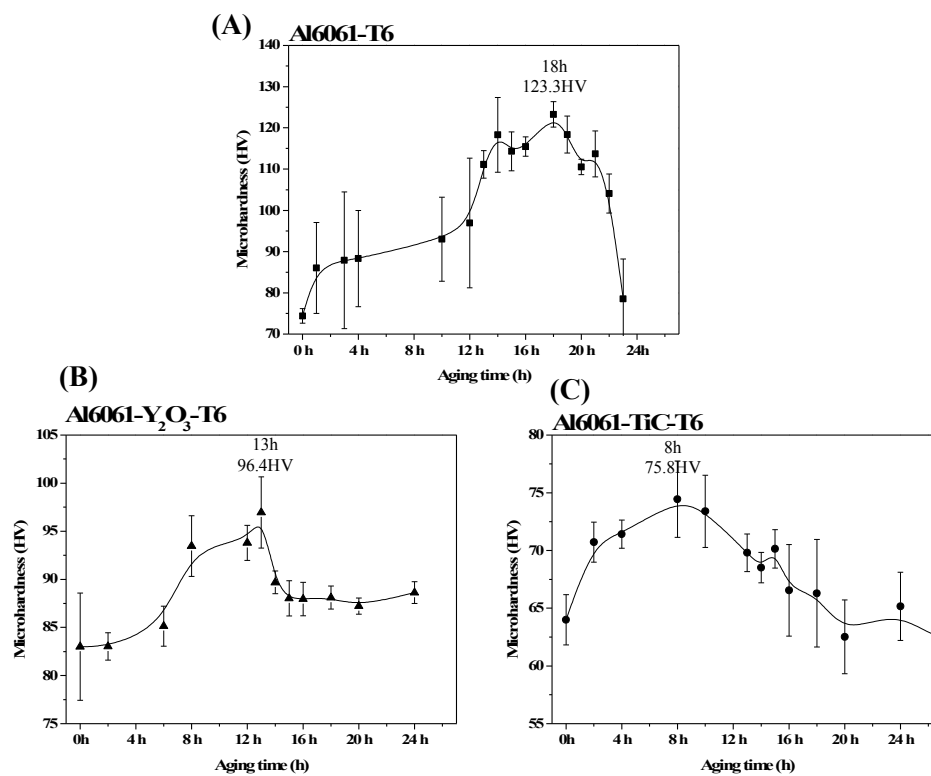 (A)
Al6061-T6
140
130
120
110
100
90
80
70
Microhardness (HV)
18h
123.3HV
0 h 4 h 8 h 12 h 16 h 20 h 24 h
Aging time (h)
(B)
Al6061-Y₂O₃-T6
105
100
95
90
85
80
75
Microhardness (HV)
13h
96.4HV
0h 4 h 8 h 12 h 16 h 20 h 24 h
Aging time (h)
(C)
Al6061-TiC-T6
80
75
70
65
60
55
Microhardness (HV)
8h
75.8HV
0h 4 h 8 h 12 h 16 h 20 h 24 h
Aging time (h)